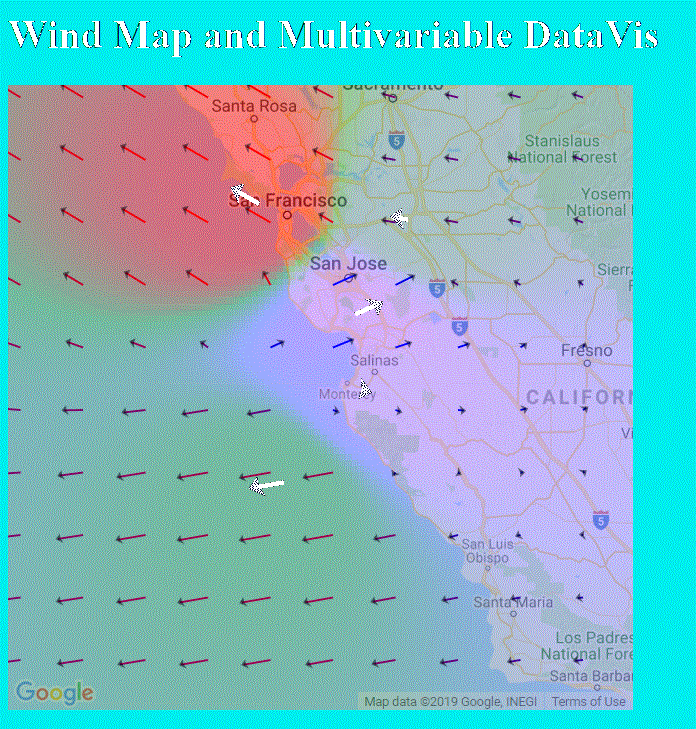 Wind Map and Multivariable DataVis
Sacramento
Santa Rosa
5
Stanislaus
National Forest
Yosemi
National
San Francisco
San Jose
Sierra
5
5
Fresno
Salinas
Monterey
CALIFORN
Vi
5
San Luis
Obispo
Santa Maria
Los Padres
National Fore
Santa Barbar
Google
Map data ©2019 Google, INEGI
Terms of Use